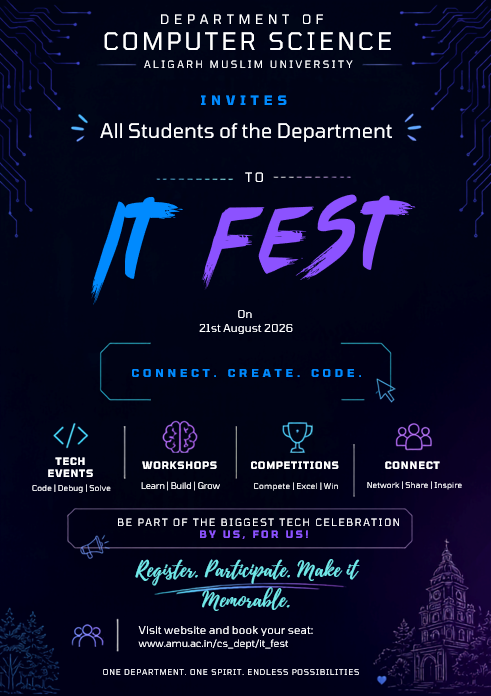 DEPARTMENT OF
COMPUTER SCIENCE
ALIGARH MUSLIM UNIVERSITY
INVITES
All Students of the Department
TO
IT FEST
On
21st August 2026
CONNECT. CREATE. CODE.
</>
TECH
EVENTS
Code | Debug | Solve
WORKSHOPS
Learn | Build | Grow
COMPETITIONS
Compete | Excel | Win
CONNECT
Network | Share | Inspire
BE PART OF THE BIGGEST TECH CELEBRATION
BY US, FOR US!
Register. Participate. Make it
Memorable.
Visit website and book your seat:
www.amu.ac.in/cs_dept/it_fest
ONE DEPARTMENT. ONE SPIRIT. ENDLESS POSSIBILITIES